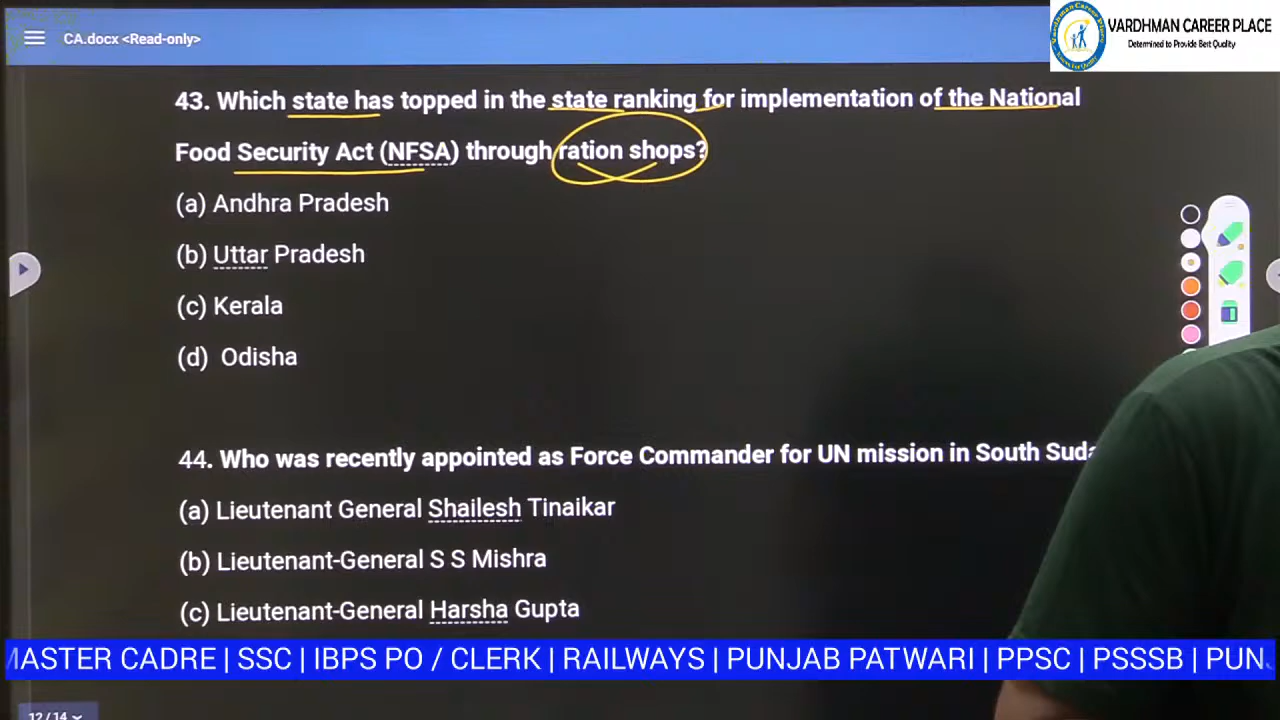 VARDHMAN CAREER PLACE
Determined to Provide Best Quality
CA.docx <Read-only>
43. Which state has topped in the state ranking for implementation of the National
Food Security Act (NFSA) through ration shops?
(a) Andhra Pradesh
(b) Uttar Pradesh
(c) Kerala
(d) Odisha
44. Who was recently appointed as Force Commander for UN mission in South Suda
(a) Lieutenant General Shailesh Tinaikar
(b) Lieutenant-General S S Mishra
(c) Lieutenant-General Harsha Gupta
MASTER CADRE | SSC | IBPS PO / CLERK | RAILWAYS | PUNJAB PATWARI | PPSC | PSSSB | PUN
12 / 14